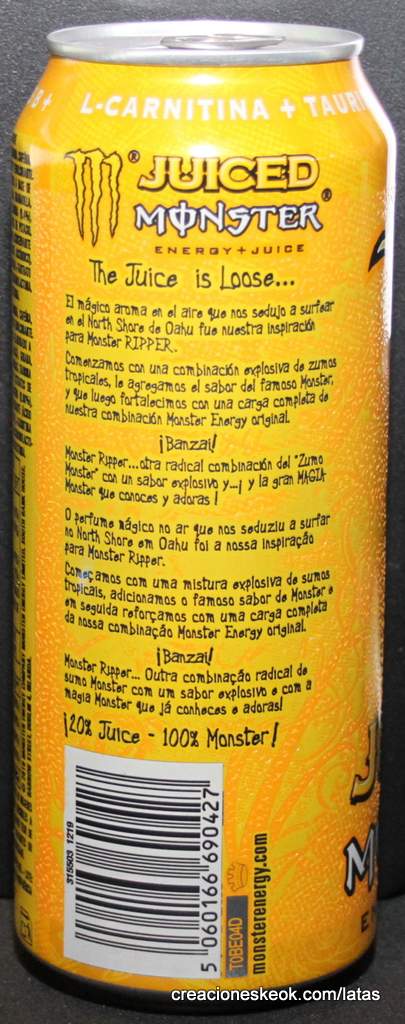 B+ L-CARNITINA + TAURI
JUICED
MONSTER
ENERGY+JUICE
The Juice is Loose...
El mágico aroma en el aire que nos sedujo a surfear
en el North Shore de Oahu fue nuestra inspiración
para Monster RIPPER.
Comenzamos con una combinación explosiva de zumos
tropicales, le agregamos el sabor del famoso Monster,
y que luego fortalecimos con una carga completa de
nuestra combinación Monster Energy original.
¡Banzai!
Monster Ripper...otra radical combinación del "Zumo
Monster" con un sabor explosivo y...¡ y la gran MAGIA
Monster que conoces y adoras !
O perfume mágico no ar que nos seduziu a surfar
no North Shore em Oahu foi a nossa inspiração
para Monster Ripper.
Começamos com uma mistura explosiva de sumos
tropicais, adicionamos o famoso sabor de Monster e
em seguida reforçamos com uma carga completa
da nossa combinação Monster Energy original.
¡Banzai!
Monster Ripper... Outra combinação radical de
sumo Monster com um sabor explosivo e com a
magia Monster que já conheces e adoras!
¡20% Juice - 100% Monster!
315503 1219
5 060166 690427
TOBE04D
monsterenergy.com
creacioneskeok.com/latas